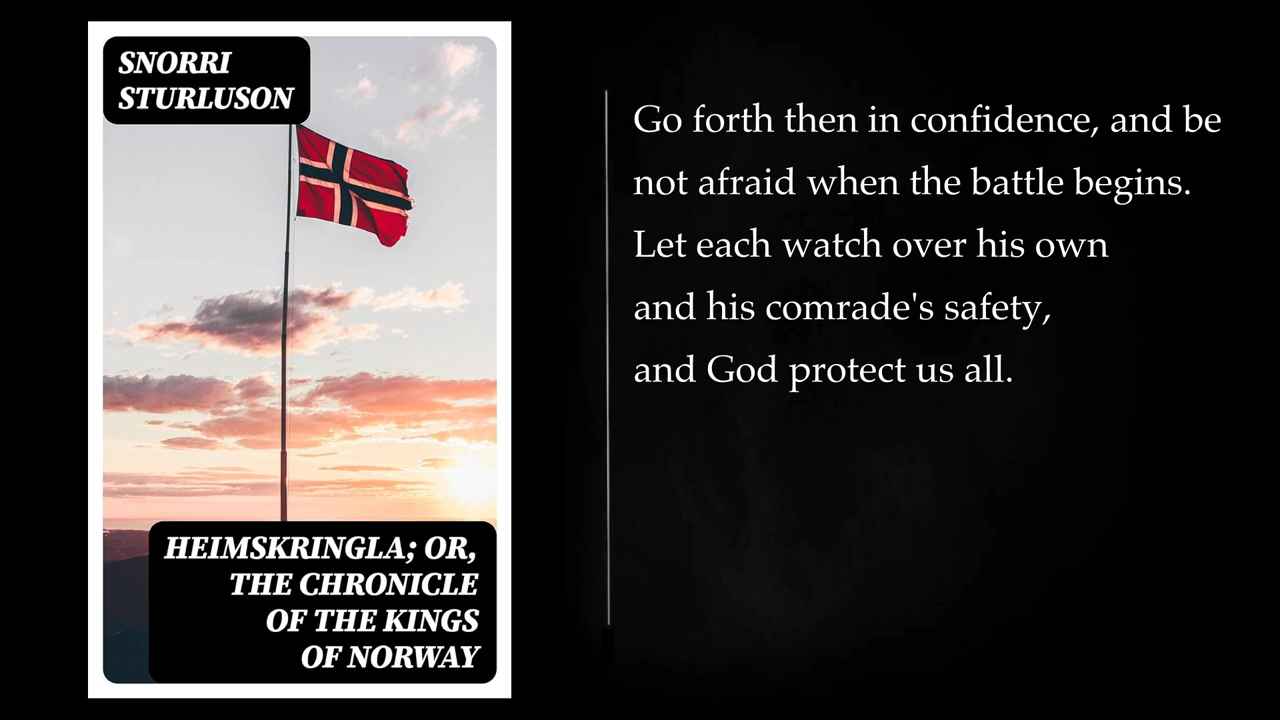 SNORRI
STURLUSON
HEIMSKRINGLA; OR,
THE CHRONICLE
OF THE KINGS
OF NORWAY
Go forth then in confidence, and be
not afraid when the battle begins.
Let each watch over his own
and his comrade's safety,
and God protect us all.